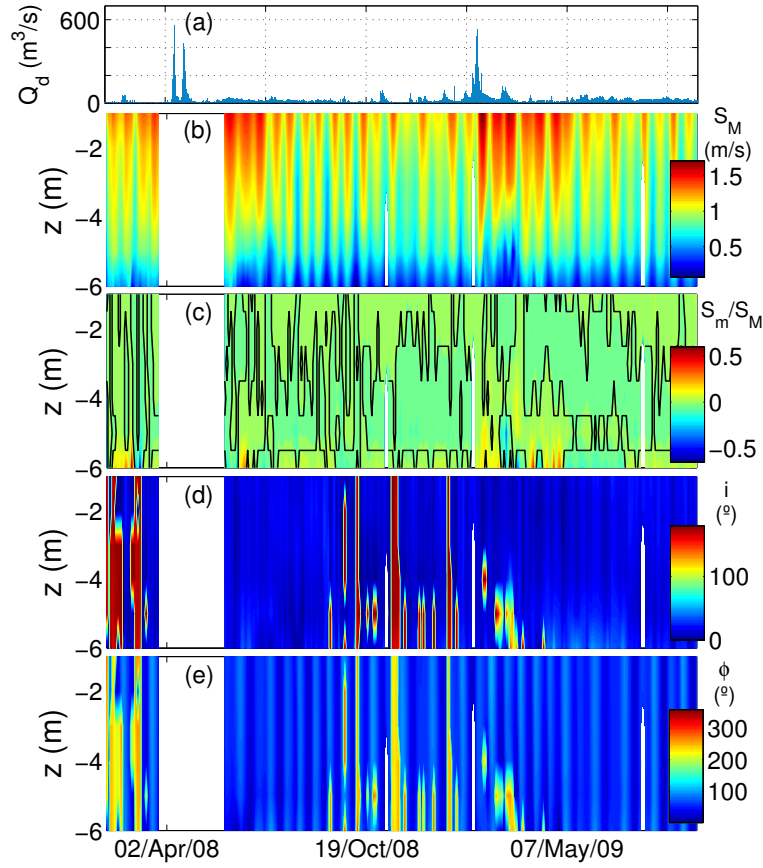 (a)
600
0
Q_d (m³/s)
(b)
−2
−4
−6
z (m)
S_M
(m/s)
1.5
1
0.5
(c)
−2
−4
−6
z (m)
S_m/S_M
0.5
0
−0.5
(d)
−2
−4
−6
z (m)
i
(º)
100
0
(e)
−2
−4
−6
z (m)
ϕ
(º)
300
200
100
0
02/Apr/08 19/Oct/08 07/May/09